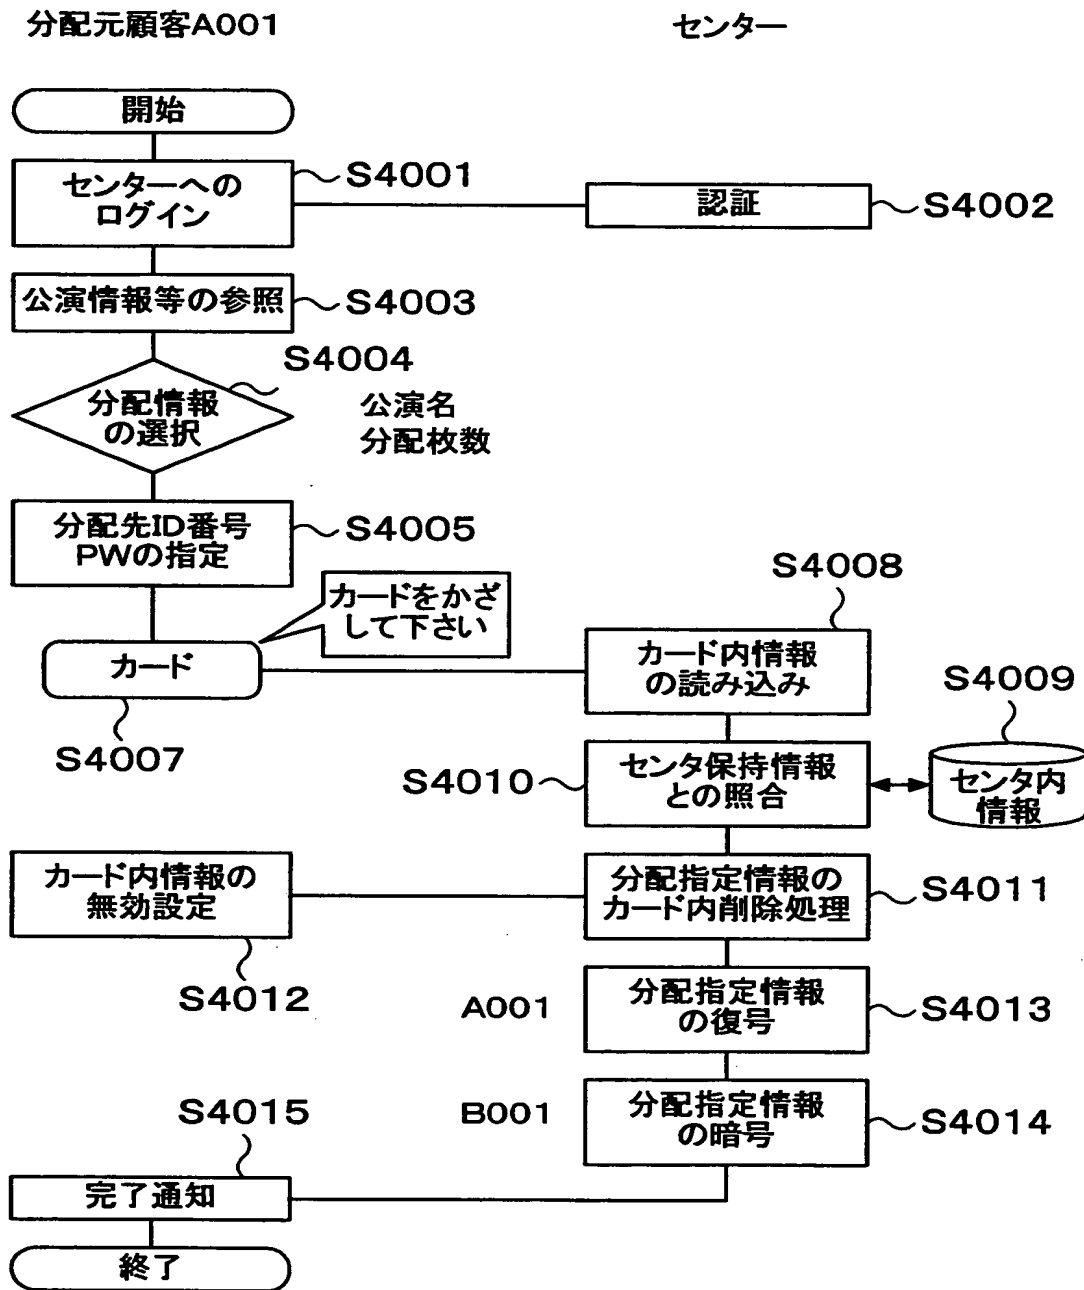 分配元顧客A001
センター
開始
センターへの
ログイン
S4001
認証
S4002
公演情報等の参照
S4003
S4004
分配情報
の選択
公演名
分配枚数
分配先ID番号
PWの指定
S4005
カードをかざ
して下さい
カード
S4007
S4008
カード内情報
の読み込み
S4009
センタ内
情報
S4010
センタ保持情報
との照合
カード内情報の
無効設定
S4012
分配指定情報の
カード内削除処理
S4011
A001
分配指定情報
の復号
S4013
B001
分配指定情報
の暗号
S4014
S4015
完了通知
終了